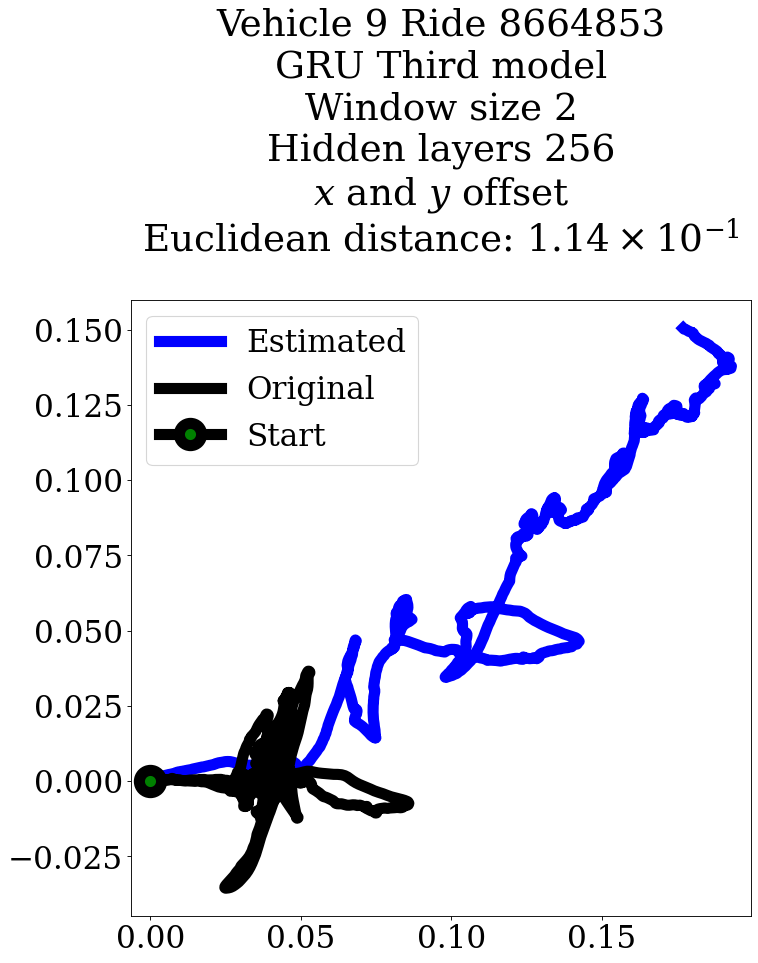 Vehicle 9 Ride 8664853
GRU Third model
Window size 2
Hidden layers 256
x and y offset
Euclidean distance: 1.14 × 10⁻¹
Estimated
Original
Start
0.150
0.125
0.100
0.075
0.050
0.025
0.000
−0.025
0.00 0.05 0.10 0.15